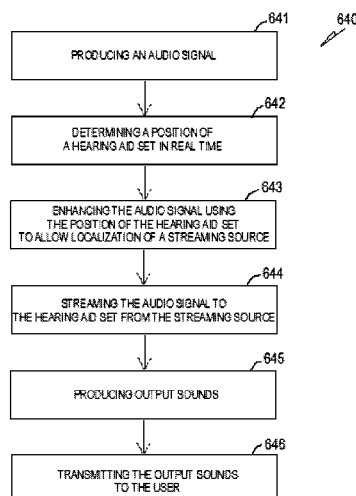 640
641
PRODUCING AN AUDIO SIGNAL
642
DETERMINING A POSITION OF
A HEARING AID SET IN REAL TIME
643
ENHANCING THE AUDIO SIGNAL USING
THE POSITION OF THE HEARING AID SET
TO ALLOW LOCALIZATION OF A STREAMING SOURCE
644
STREAMING THE AUDIO SIGNAL TO
THE HEARING AID SET FROM THE STREAMING SOURCE
645
PRODUCING OUTPUT SOUNDS
646
TRANSMITTING THE OUTPUT SOUNDS
TO THE USER